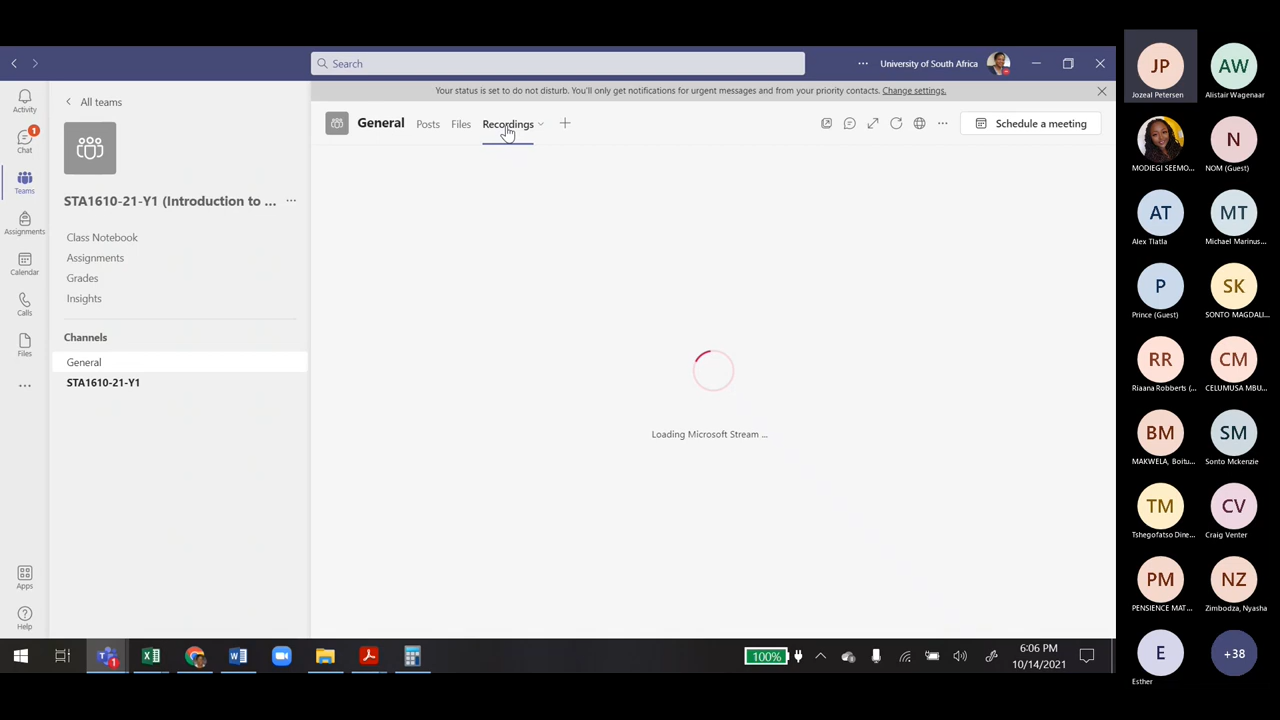 Search
University of South Africa
Your status is set to do not disturb. You'll only get notifications for urgent messages and from your priority contacts. Change settings.
Activity
Chat
1
Teams
Assignments
Calendar
Calls
Files
Apps
Help
All teams
STA1610-21-Y1 (Introduction to ...
Class Notebook
Assignments
Grades
Insights
Channels
General
STA1610-21-Y1
General
Posts
Files
Recordings
Schedule a meeting
Loading Microsoft Stream ...
1
100%
6:06 PM
10/14/2021
JP
Jozeal Petersen
AW
Alistair Wagenaar
MODIEGI SEEMO...
N
NOM (Guest)
AT
Alex Tlatla
MT
Michael Marinus...
P
Prince (Guest)
SK
SONTO MAGDALI...
RR
Riaana Robberts (...
CM
CELUMUSA MBU...
BM
MAKWELA, Boitu...
SM
Sonto Mckenzie
TM
Tshegofatso Dine...
CV
Craig Venter
PM
PENSIENCE MAT...
NZ
Zimbodza, Nyasha
E
Esther
+38